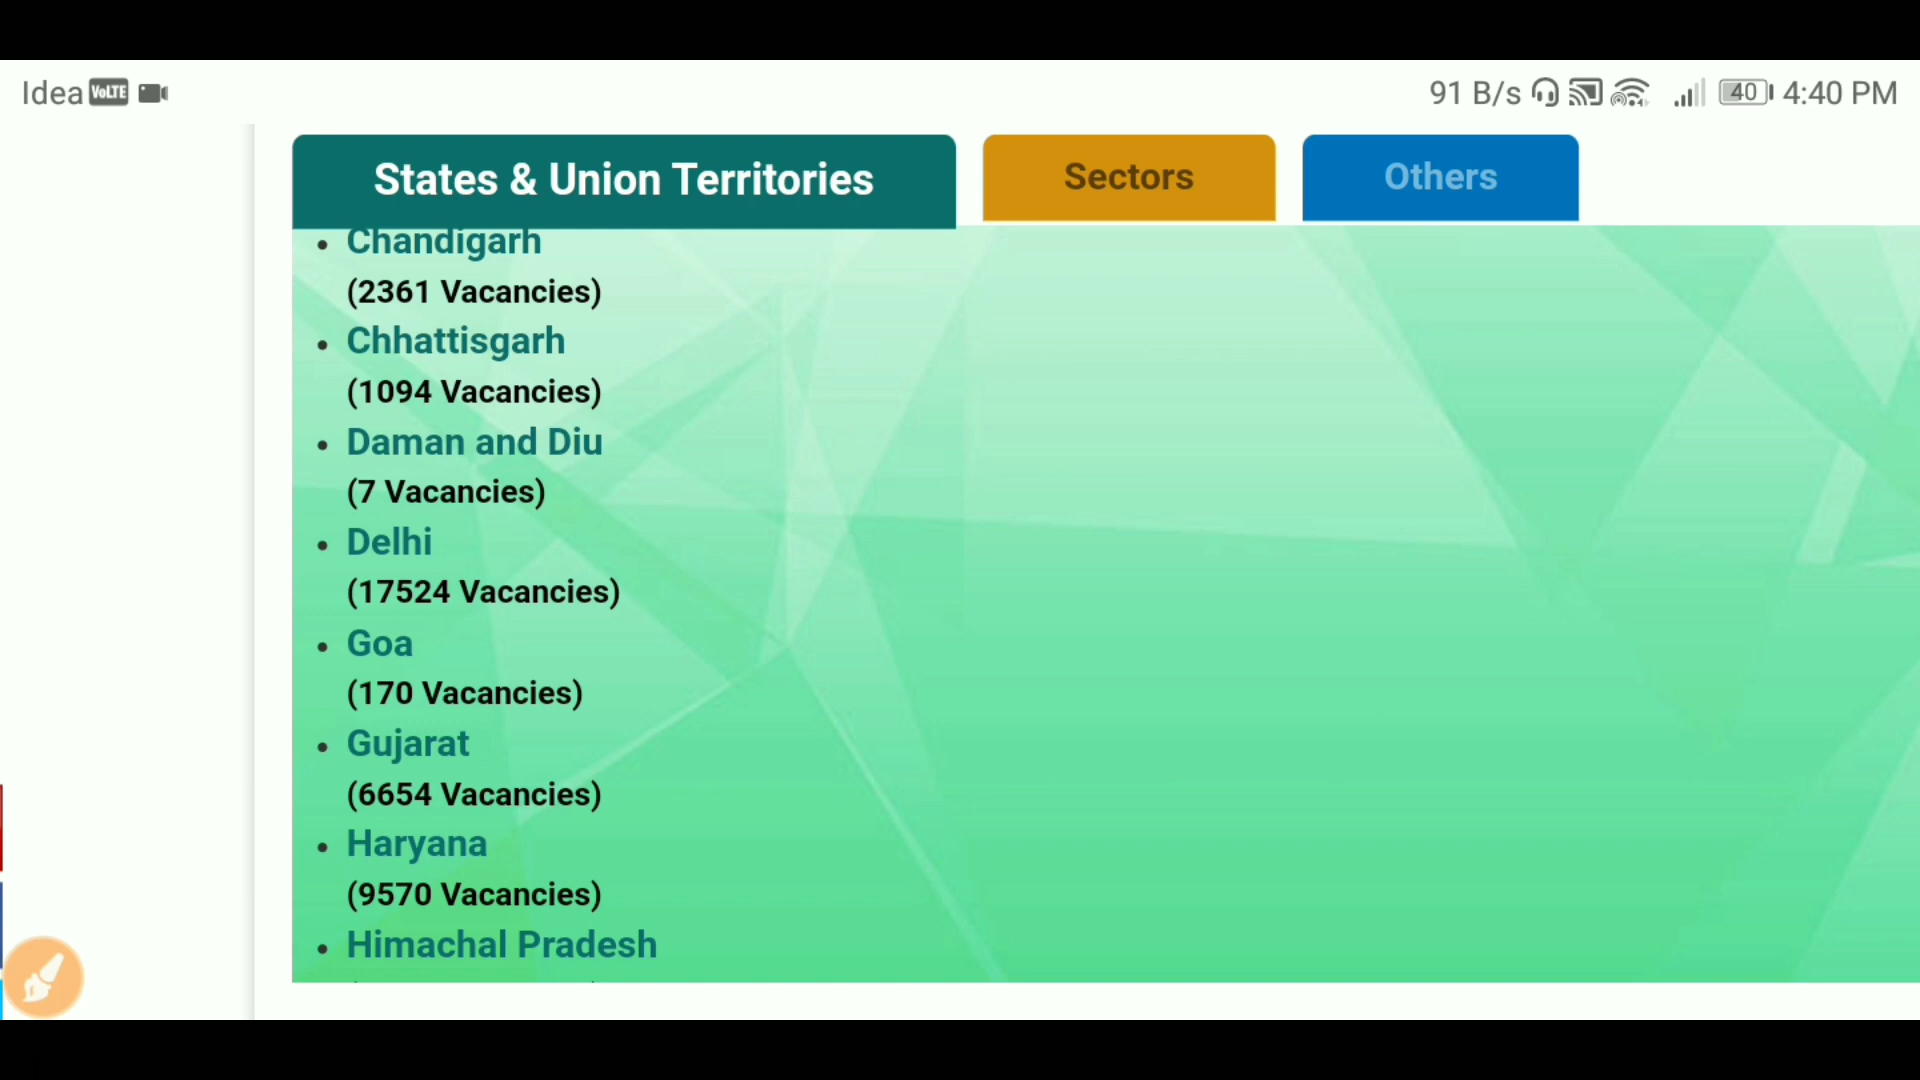 Idea VoLTE 91 B/s 40 4:40 PM
States & Union Territories Sectors Others
Chandigarh
(2361 Vacancies)
Chhattisgarh
(1094 Vacancies)
Daman and Diu
(7 Vacancies)
Delhi
(17524 Vacancies)
Goa
(170 Vacancies)
Gujarat
(6654 Vacancies)
Haryana
(9570 Vacancies)
Himachal Pradesh